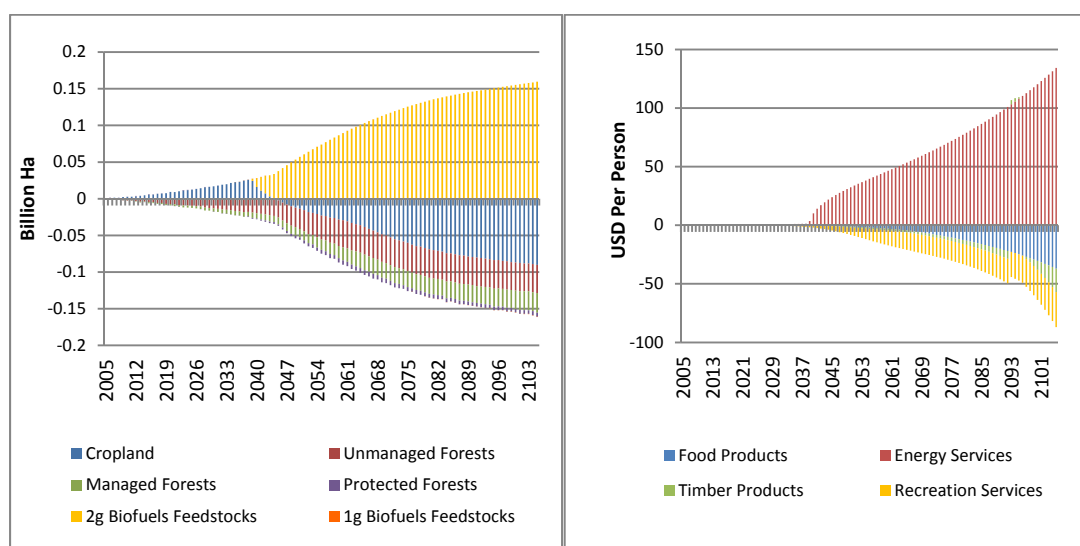 Billion Ha
0.2
0.15
0.1
0.05
0
-0.05
-0.1
-0.15
-0.2
2005 2012 2019 2026 2033 2040 2047 2054 2061 2068 2075 2082 2089 2096 2103
Cropland Unmanaged Forests
Managed Forests Protected Forests
2g Biofuels Feedstocks 1g Biofuels Feedstocks
USD Per Person
150
100
50
0
-50
-100
2005 2013 2021 2029 2037 2045 2053 2061 2069 2077 2085 2093 2101
Food Products Energy Services
Timber Products Recreation Services